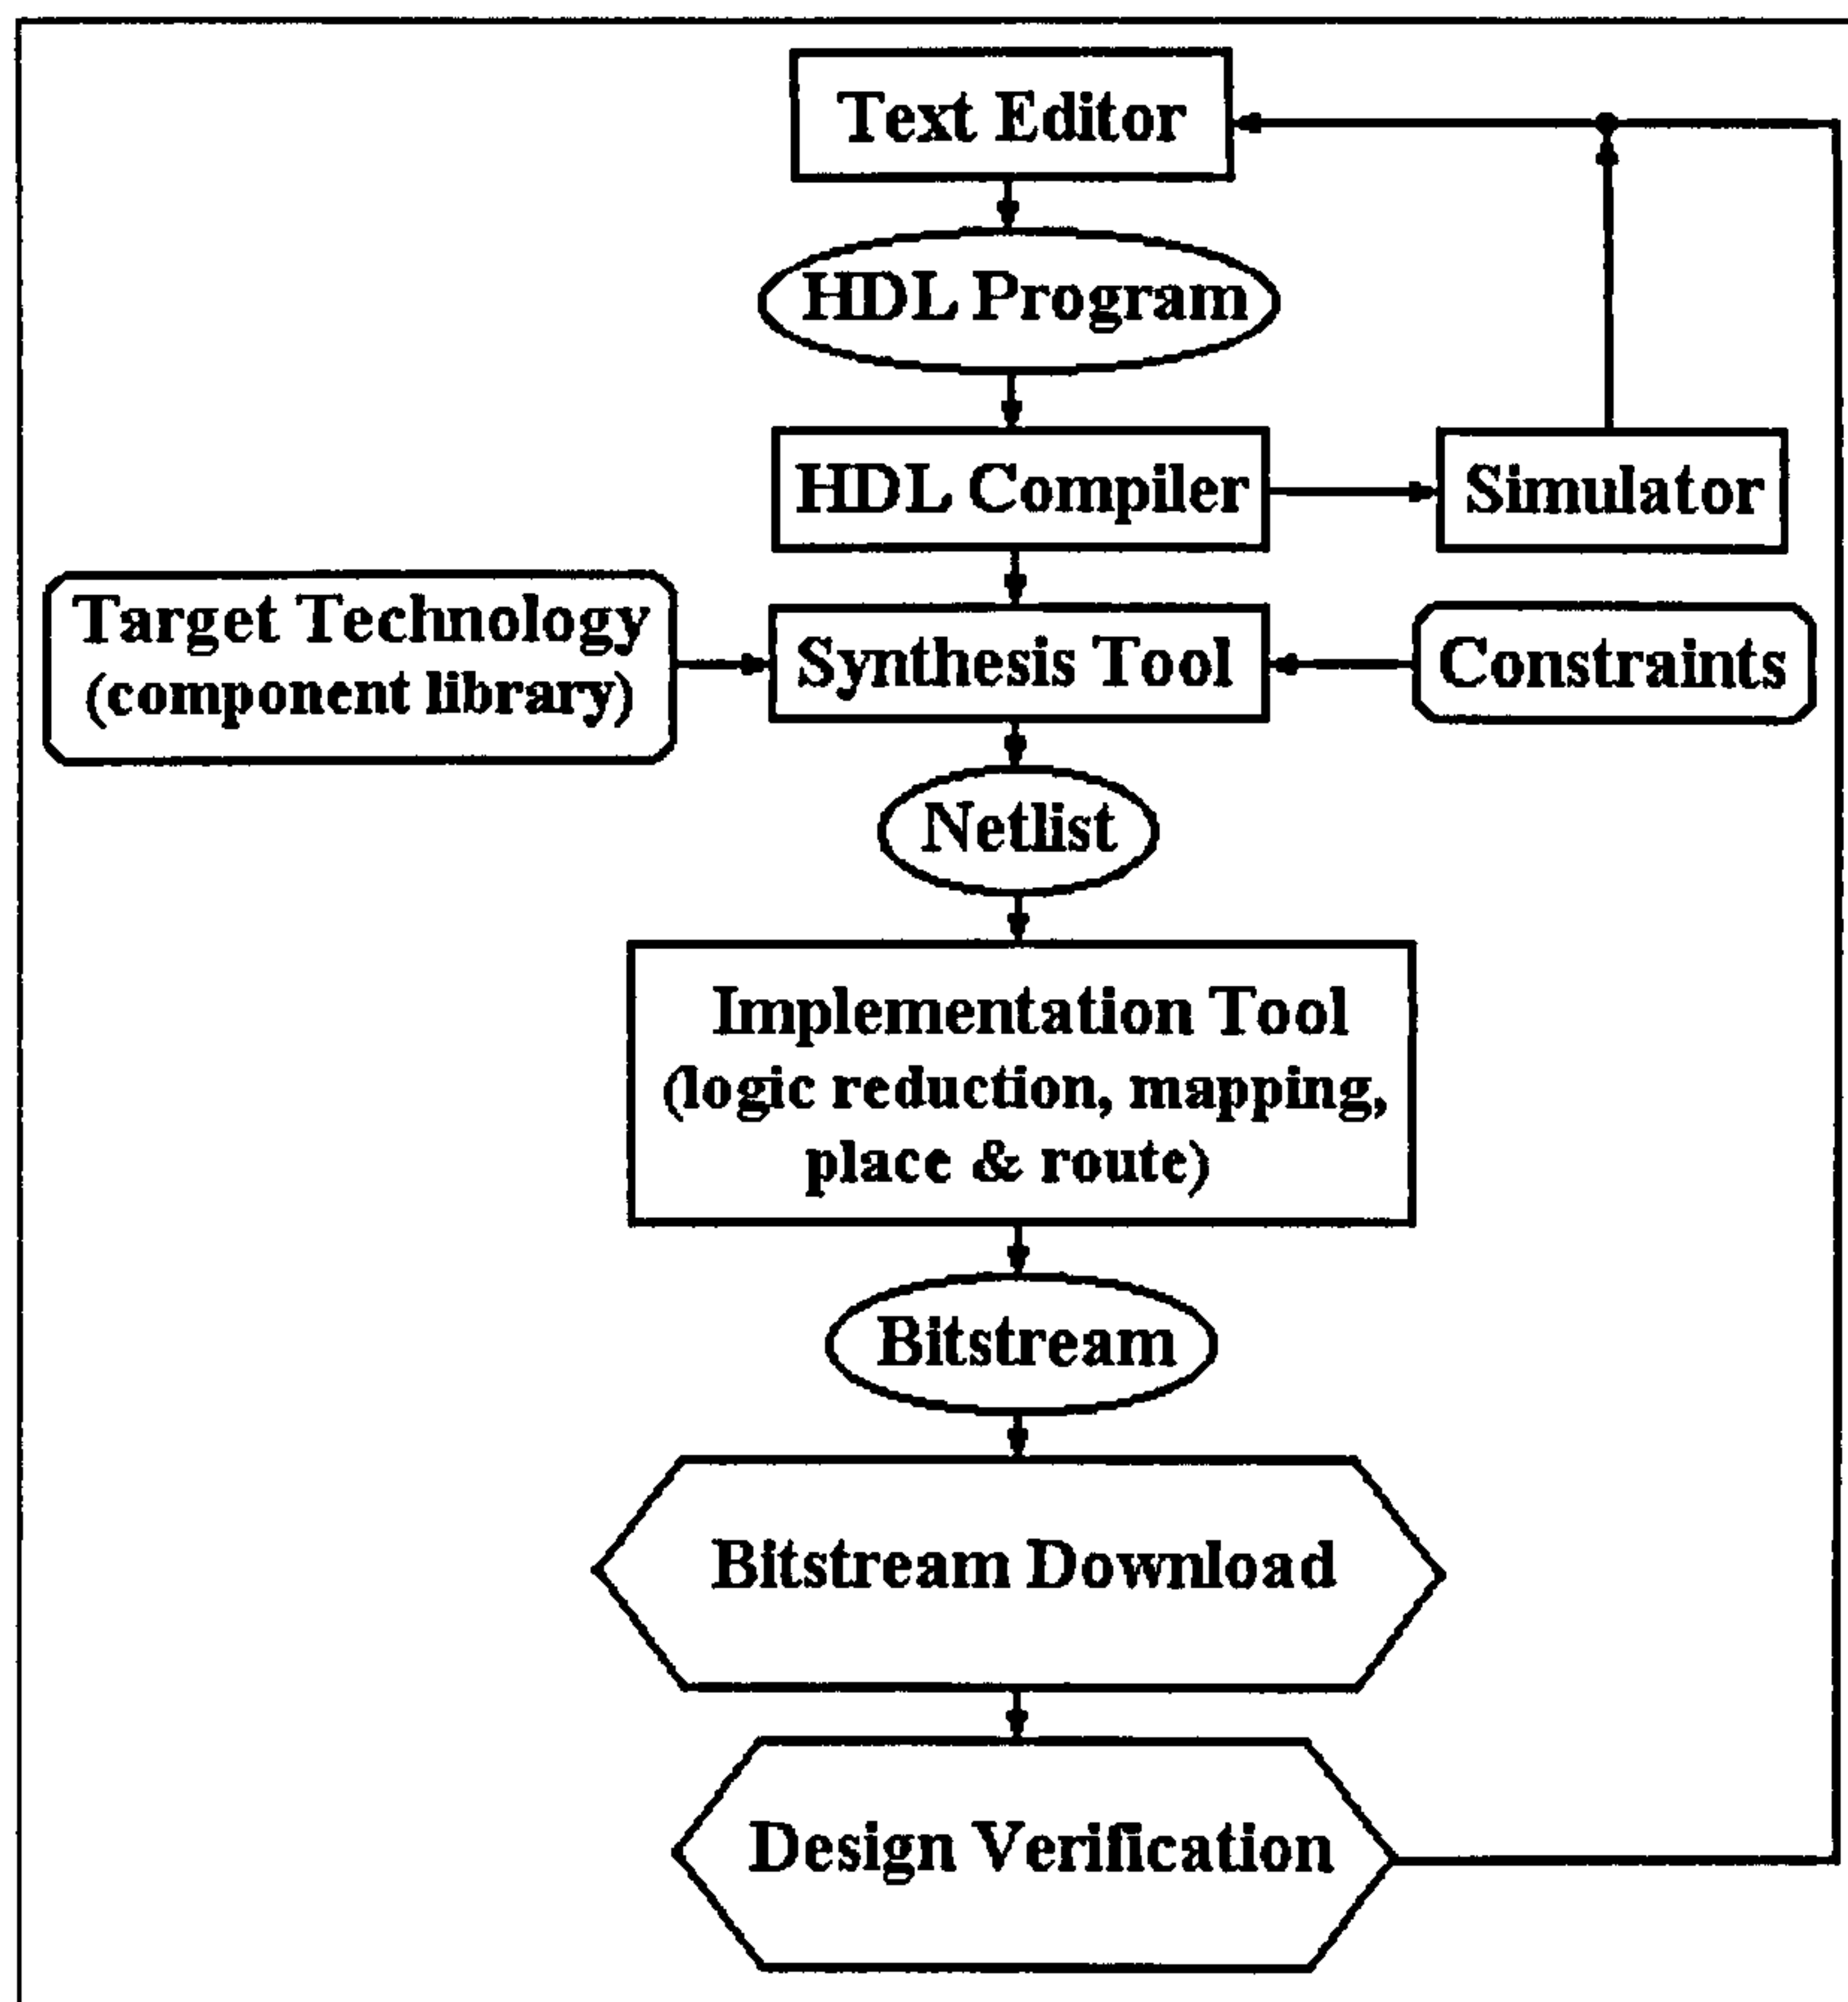 Text Editor
HDL Program
HDL Compiler
Simulator
Target Technology
(component library)
Synthesis Tool
Constraints
Netlist
Implementation Tool
(logic reduction, mapping,
place & route)
Bitstream
Bitstream Download
Design Verification